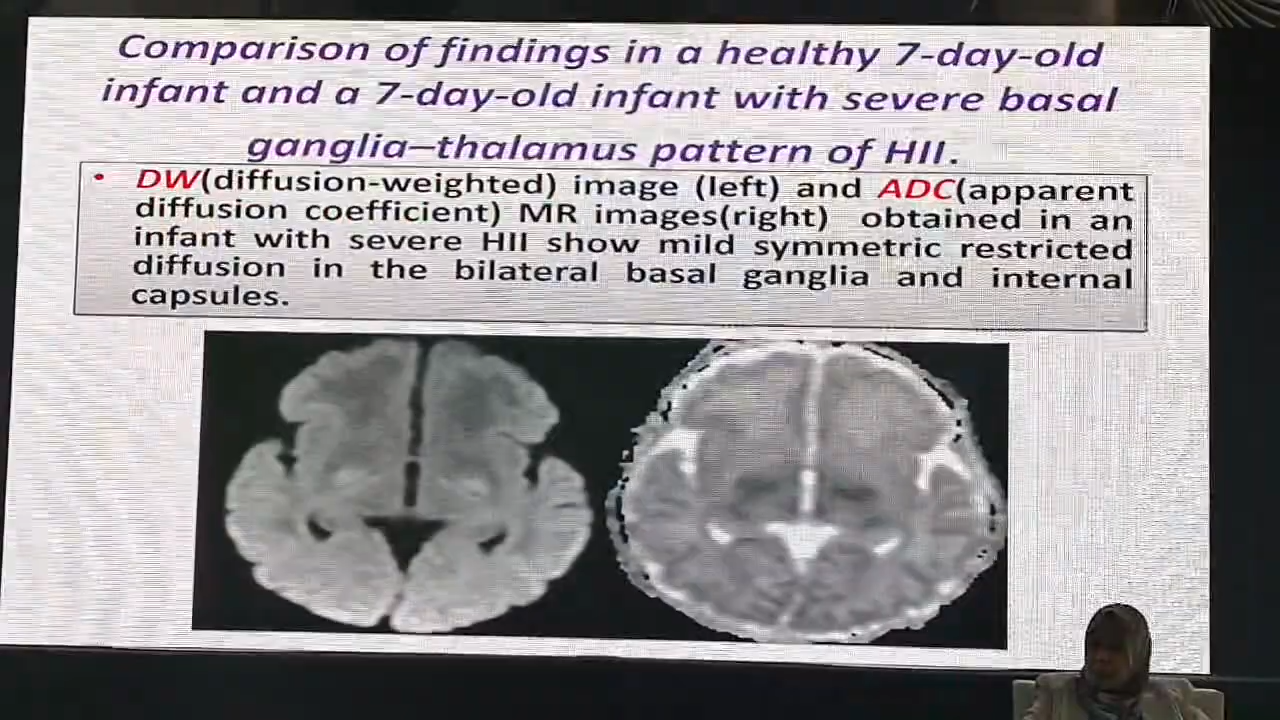 Comparison of findings in a healthy 7-day-old
infant and a 7-day-old infant with severe basal
ganglia–thalamus pattern of HII.
• DW(diffusion-weighted) image (left) and ADC(apparent
diffusion coefficient) MR images(right) obtained in an
infant with severe HII show mild symmetric restricted
diffusion in the bilateral basal ganglia and internal
capsules.